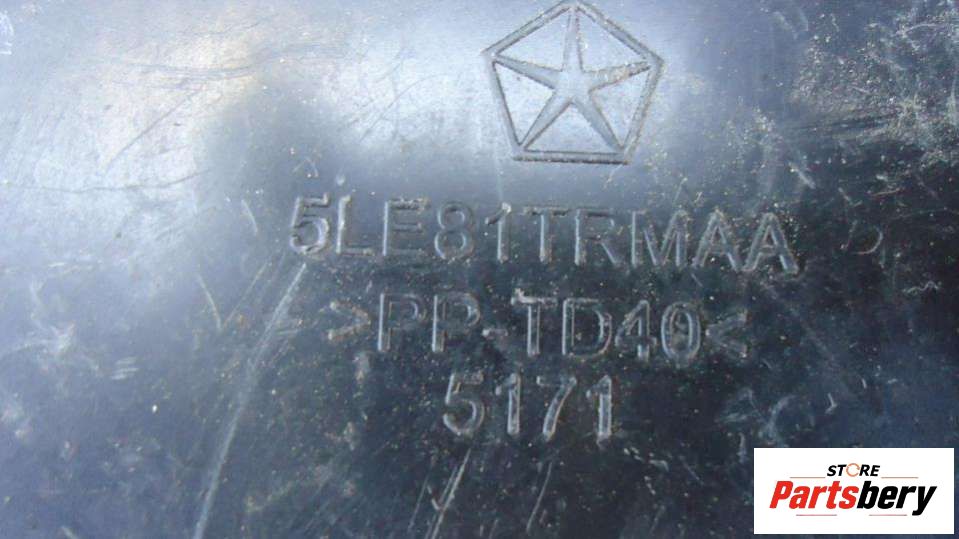 5LE81TRMAA
>PP-TD40<
5171
STORE
Partsbery